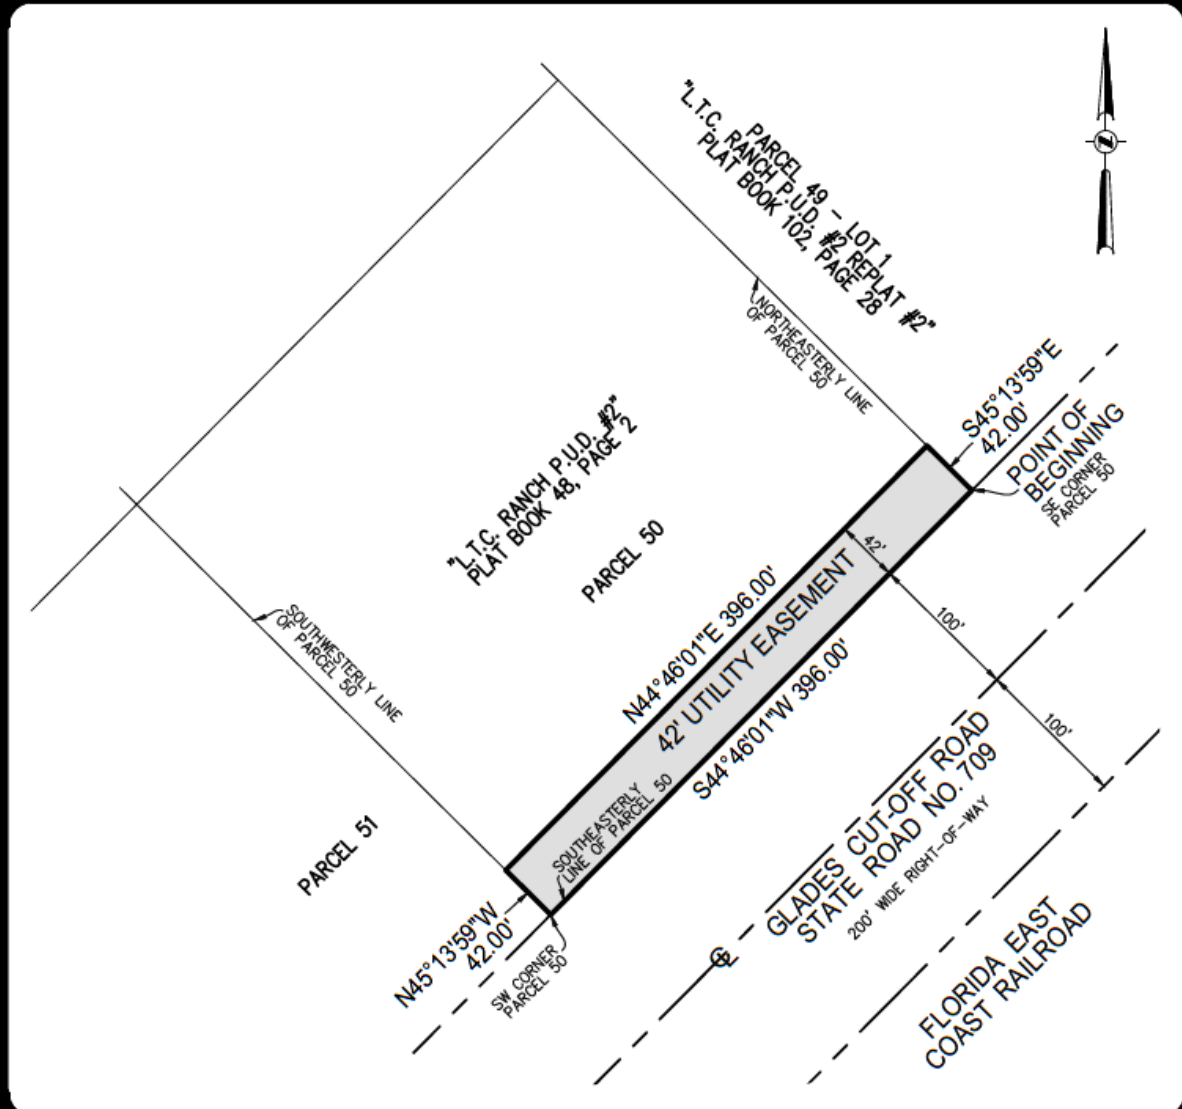 PARCEL 49 – LOT 1
"L.T.C. RANCH P.U.D. #2 REPLAT #2"
PLAT BOOK 102, PAGE 28
Z
NORTHEASTERLY LINE
OF PARCEL 50
S45°13'59"E
42.00'
POINT OF
BEGINNING
SE CORNER
PARCEL 50
"L.T.C. RANCH P.U.D. #2"
PLAT BOOK 48, PAGE 2
PARCEL 50
42'
100'
100'
SOUTHWESTERLY LINE
OF PARCEL 50
N44°46'01"E 396.00'
42' UTILITY EASEMENT
S44°46'01"W 396.00'
SOUTHEASTERLY
LINE OF PARCEL 50
PARCEL 51
N45°13'59"W
42.00'
SW CORNER
PARCEL 50
℄
GLADES CUT-OFF ROAD
STATE ROAD NO. 709
200' WIDE RIGHT-OF-WAY
FLORIDA EAST
COAST RAILROAD